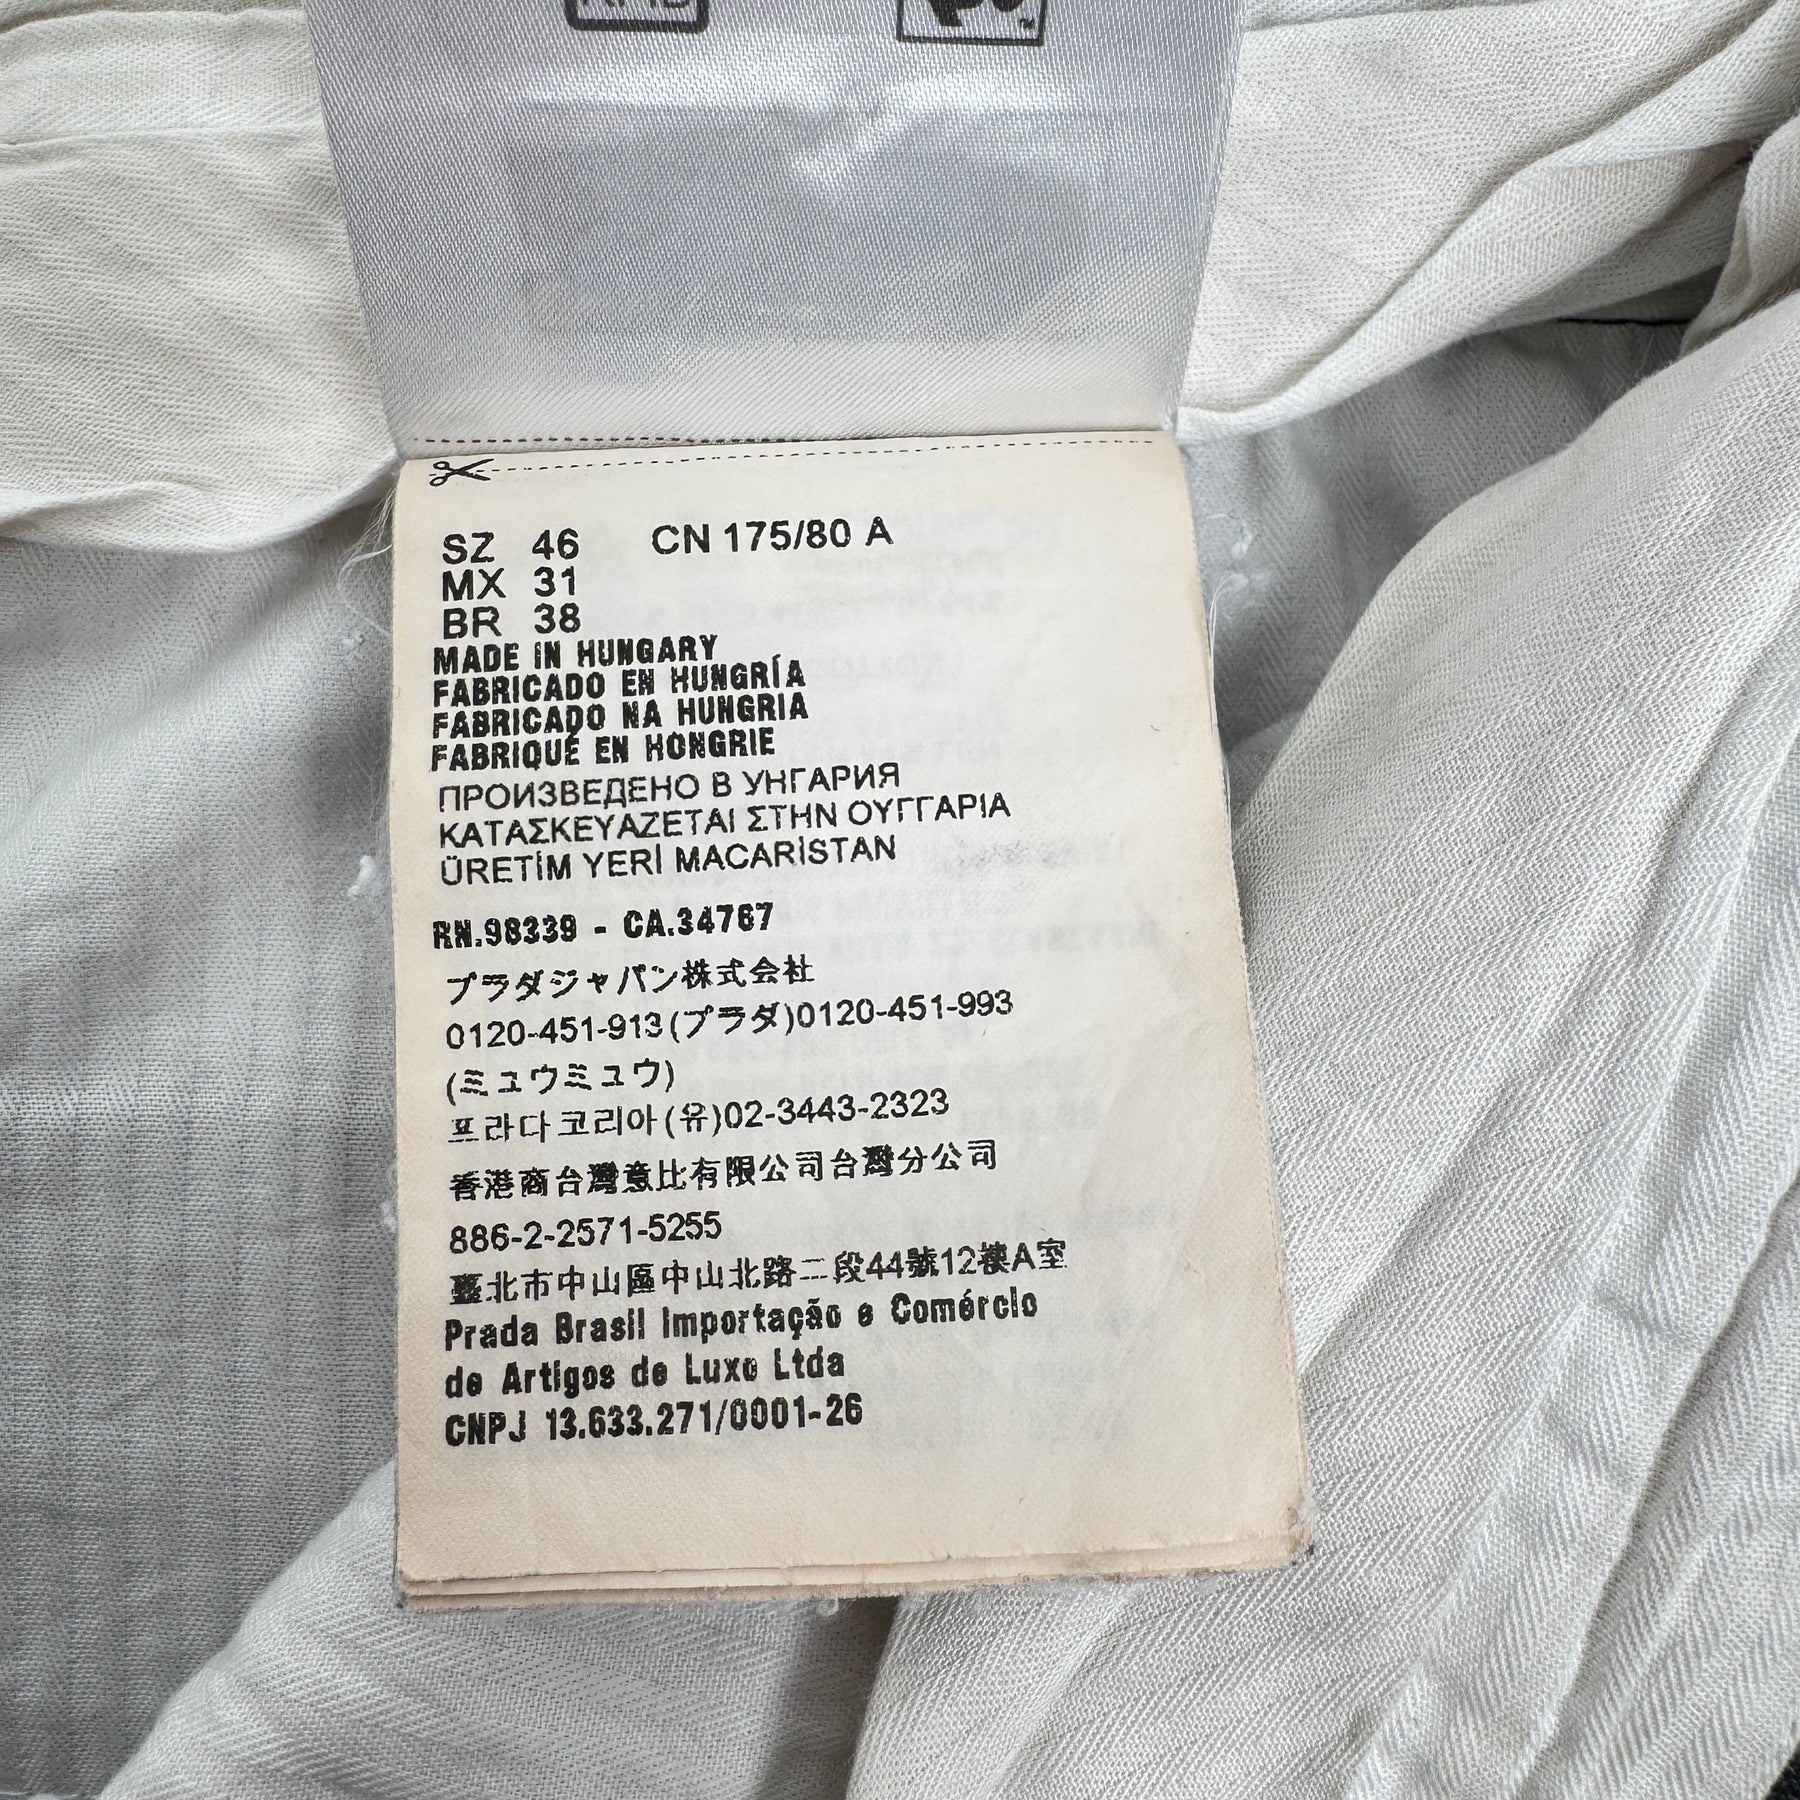 SZ 46 CN 175/80 A
MX 31
BR 38
MADE IN HUNGARY
FABRICADO EN HUNGRÍA
FABRICADO NA HUNGRIA
FABRIQUÉ EN HONGRIE
ПРОИЗВЕДЕНО В УНГАРИЯ
ΚΑΤΑΣΚΕΥΑΖΕΤΑΙ ΣΤΗΝ ΟΥΓΓΑΡΙΑ
ÜRETİM YERİ MACARİSTAN
RN.98339 - CA.34767
プラダジャパン株式会社
0120-451-913(プラダ)0120-451-993
(ミュウミュウ)
프라다코리아(유)02-3443-2323
香港商台灣意比有限公司台灣分公司
886-2-2571-5255
臺北市中山區中山北路二段44號12樓A室
Prada Brasil Importação e Comércio
de Artigos de Luxo Ltda
CNPJ 13.633.271/0001-26